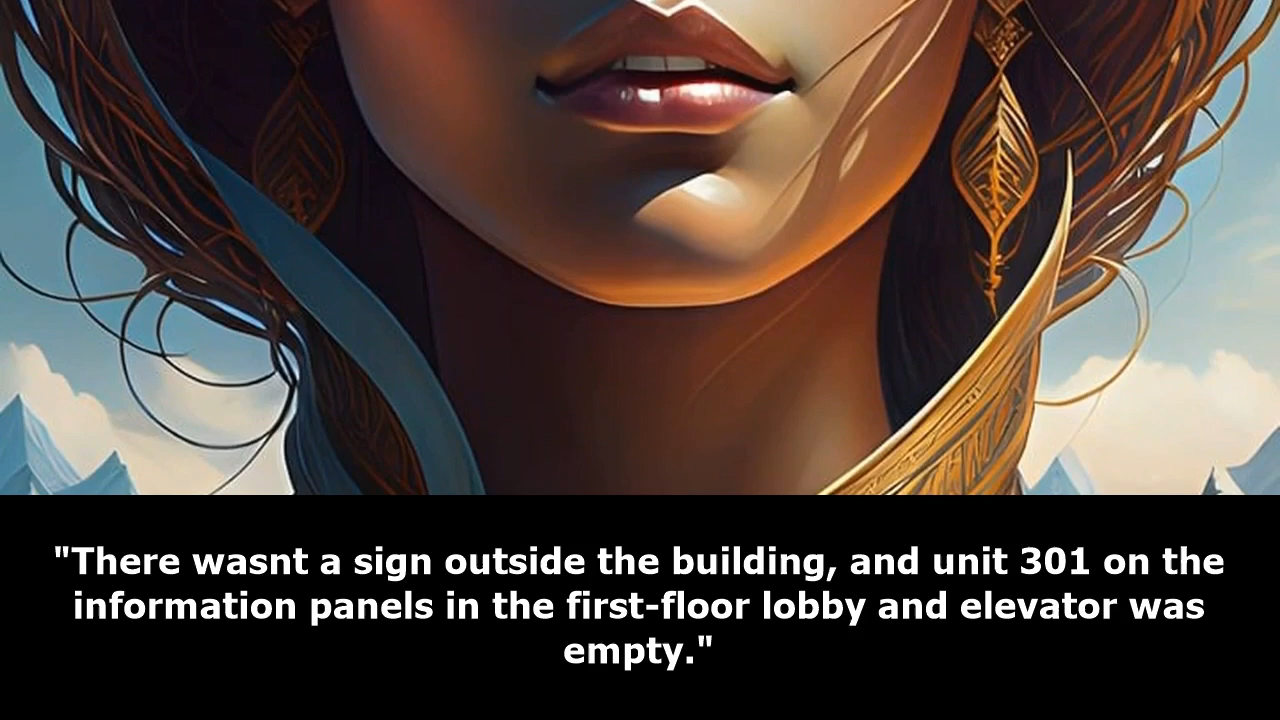 "There wasnt a sign outside the building, and unit 301 on the
information panels in the first-floor lobby and elevator was
empty."